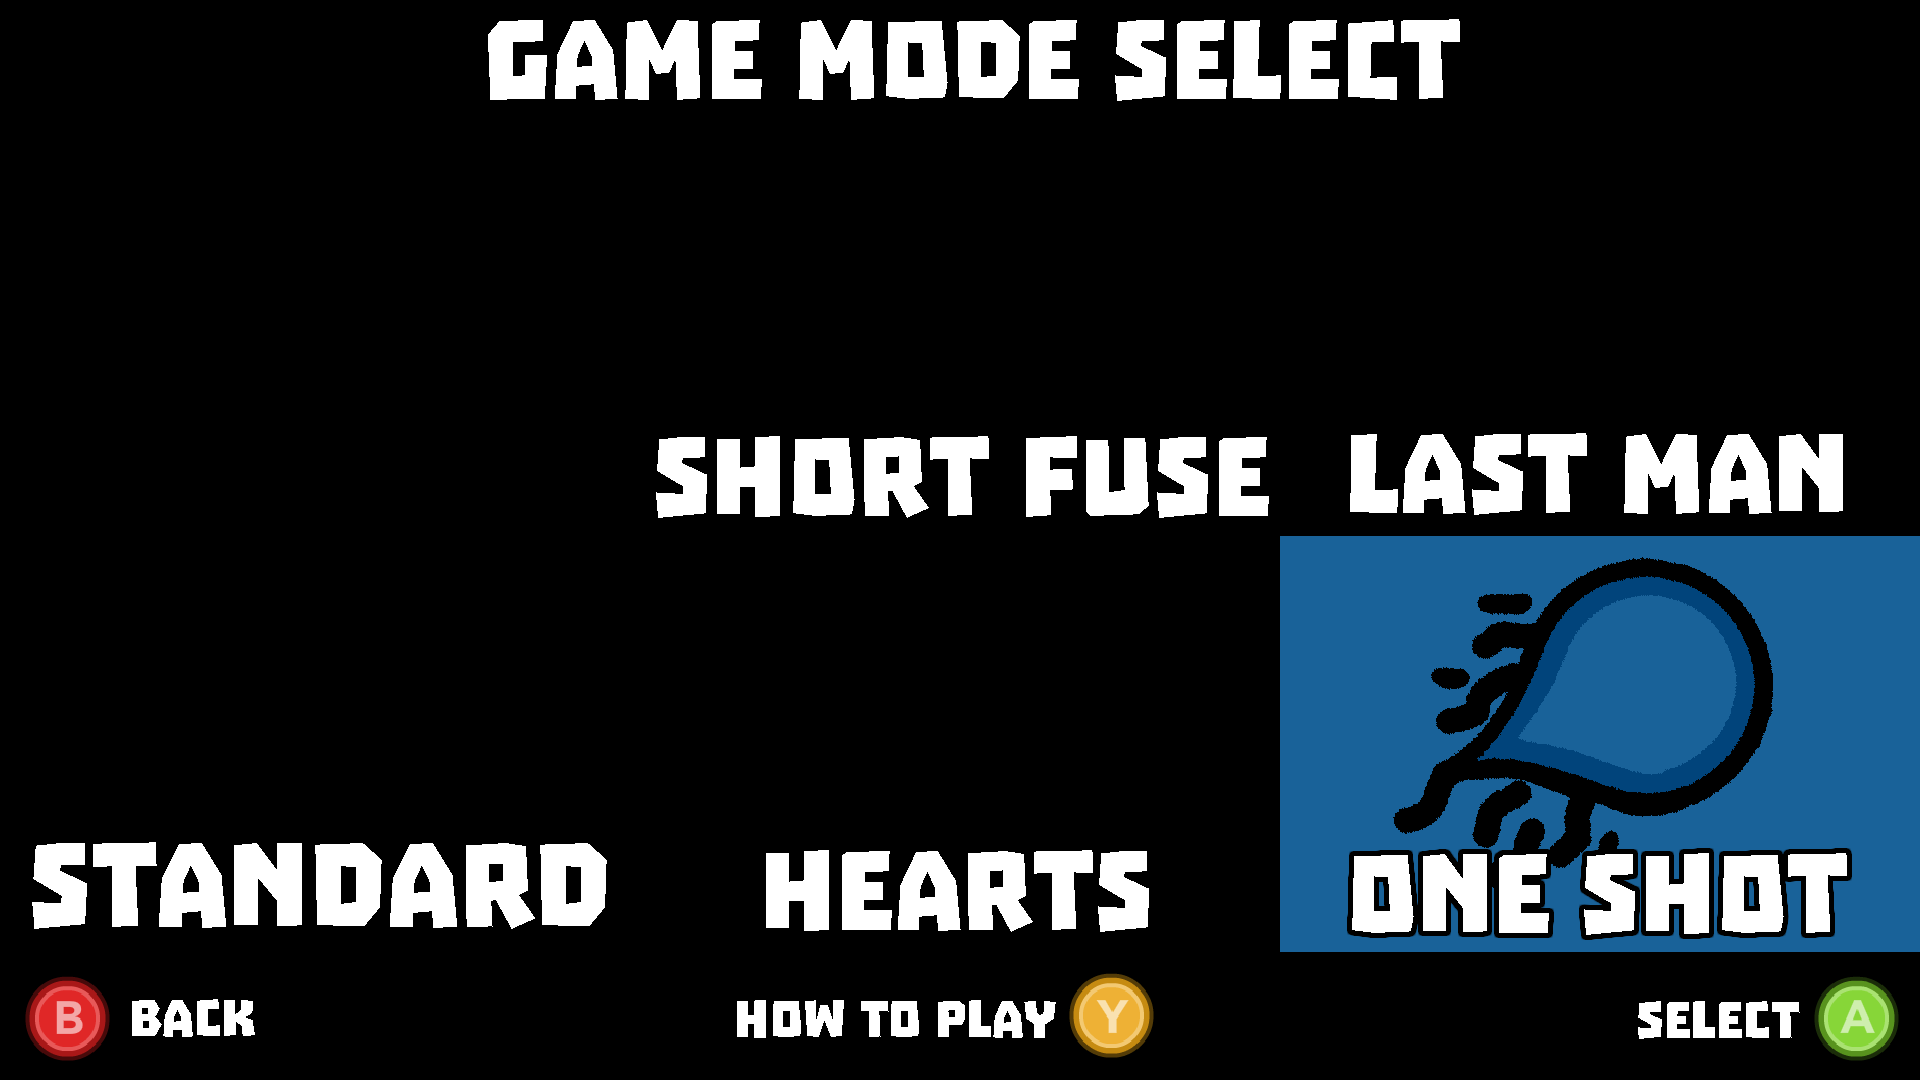 GAME MODE SELECT
SHORT FUSE
LAST MAN
STANDARD
HEARTS
ONE SHOT
B BACK
HOW TO PLAY Y
SELECT A